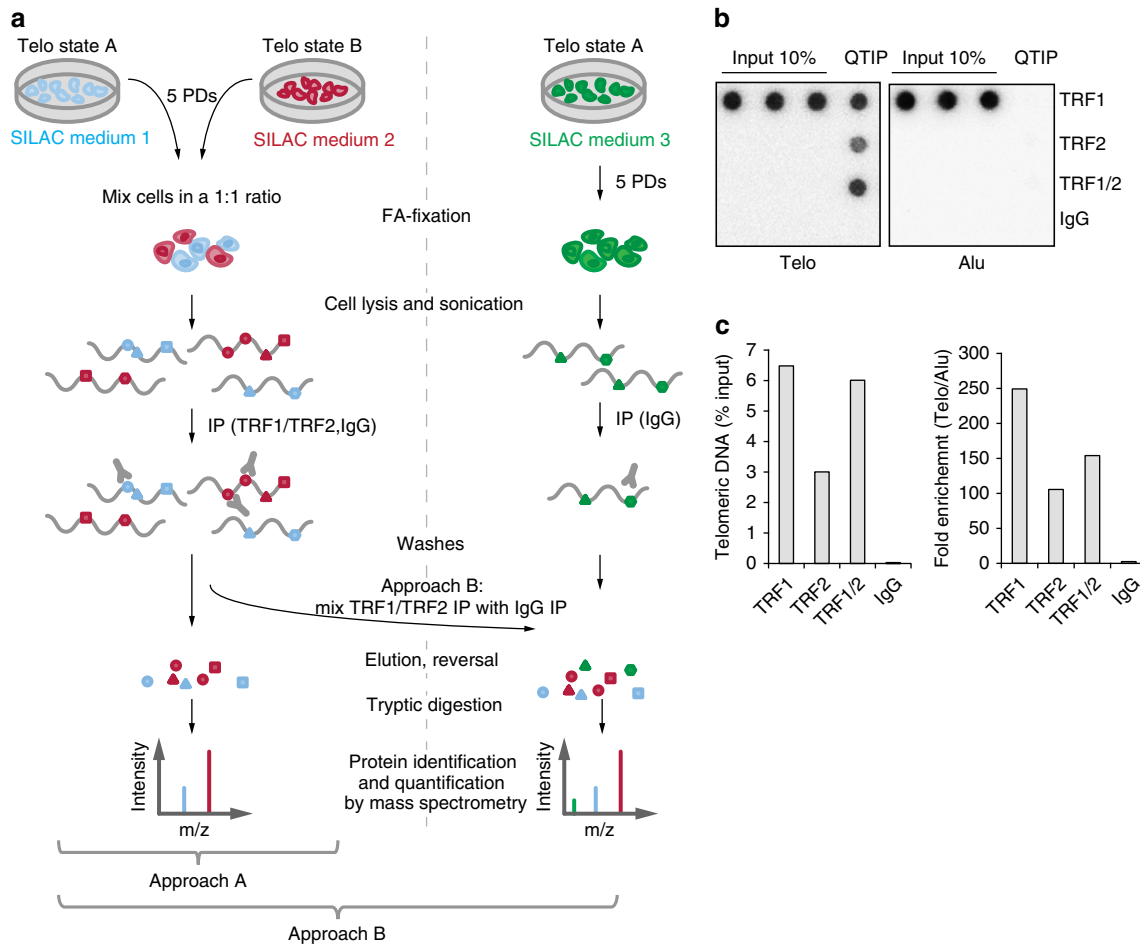 a
Telo state A
Telo state B
Telo state A
5 PDs
SILAC medium 1
SILAC medium 2
SILAC medium 3
5 PDs
Mix cells in a 1:1 ratio
FA-fixation
Cell lysis and sonication
IP (TRF1/TRF2,IgG)
IP (IgG)
Washes
Approach B:
mix TRF1/TRF2 IP with IgG IP
Elution, reversal
Tryptic digestion
Protein identification
and quantification
by mass spectrometry
Intensity
m/z
Intensity
m/z
Approach A
Approach B
b
Input 10%
QTIP
Input 10%
QTIP
TRF1
TRF2
TRF1/2
IgG
Telo
Alu
c
Telomeric DNA (% input)
7
6
5
4
3
2
1
0
TRF1
TRF2
TRF1/2
IgG
Fold enrichemnt (Telo/Alu)
300
250
200
150
100
50
0
TRF1
TRF2
TRF1/2
IgG